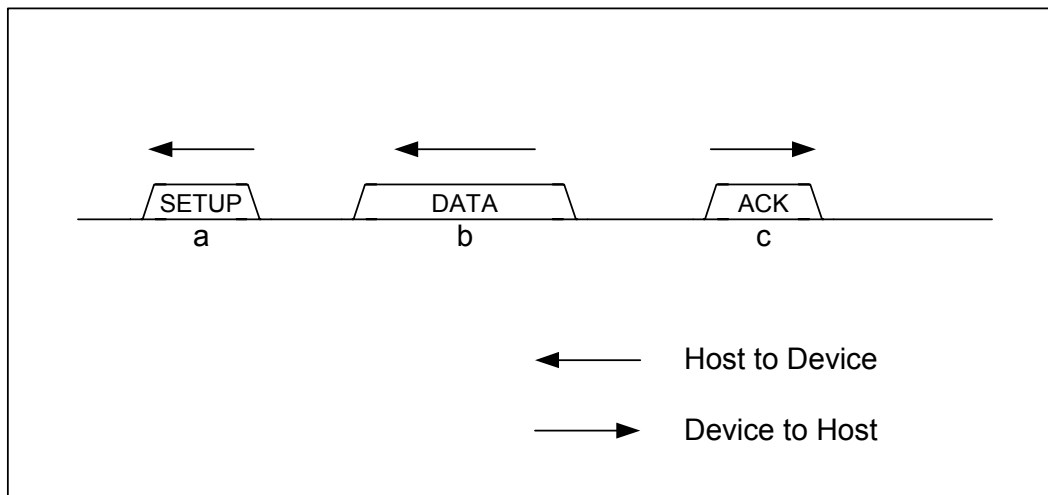 SETUP DATA ACK
a b c
Host to Device
Device to Host